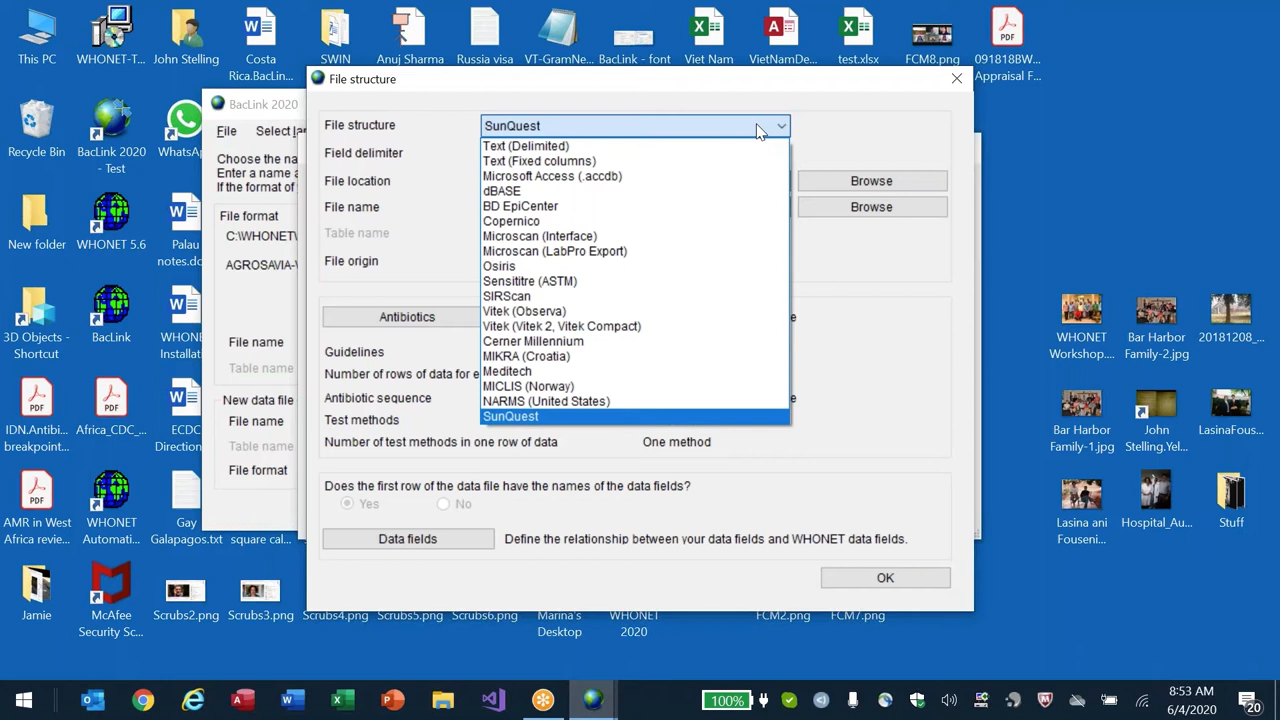 This PC
WHONET-T...
John Stelling
Costa
Rica.BacLin...
SWIN
Anuj Sharma
Russia visa
VT-GramNe...
BacLink - font
Viet Nam
VietNamDe...
test.xlsx
FCM8.png
091818BW...
Appraisal F...
File structure
BacLink 2020
File
Choose the na
Enter a name a
If the format of
File format
C:\WHONET\
AGROSAVIA-
File name
Table name
New data file
File name
Table name
File format
File structure
SunQuest
Field delimiter
File location
Browse
File name
Browse
Table name
File origin
Text (Delimited)
Text (Fixed columns)
Microsoft Access (.accdb)
dBASE
BD EpiCenter
Copernico
Microscan (Interface)
Microscan (LabPro Export)
Osiris
Sensititre (ASTM)
SIRScan
Vitek (Observa)
Vitek (Vitek 2, Vitek Compact)
Cerner Millennium
MIKRA (Croatia)
Meditech
MICLIS (Norway)
NARMS (United States)
SunQuest
Antibiotics
e
Guidelines
Number of rows of data for e
Antibiotic sequence
e
Test methods
Number of test methods in one row of data
One method
Does the first row of the data file have the names of the data fields?
Yes
No
Data fields
Define the relationship between your data fields and WHONET data fields.
OK
Recycle Bin
BacLink 2020
- Test
WhatsA
New folder
WHONET 5.6
Palau
notes.do
3D Objects -
Shortcut
BacLink
WHONE
Installat
IDN.Antibi...
breakpoint...
Africa_CDC_...
ECDC
Direction
AMR in West
Africa revie...
WHONET
Automati...
Gay
Galapagos.txt
square cal...
Jamie
McAfee
Security Sc...
Scrubs2.png
Scrubs3.png
Scrubs4.png
Scrubs5.png
Scrubs6.png
Marina's
Desktop
WHONET
2020
FCM2.png
FCM7.png
WHONET
Workshop....
Bar Harbor
Family-2.jpg
20181208_...
Bar Harbor
Family-1.jpg
John
Stelling.Yel...
LasinaFous...
Lasina ani
Fouseni...
Hospital_Au...
Stuff
100%
8:53 AM
6/4/2020
20